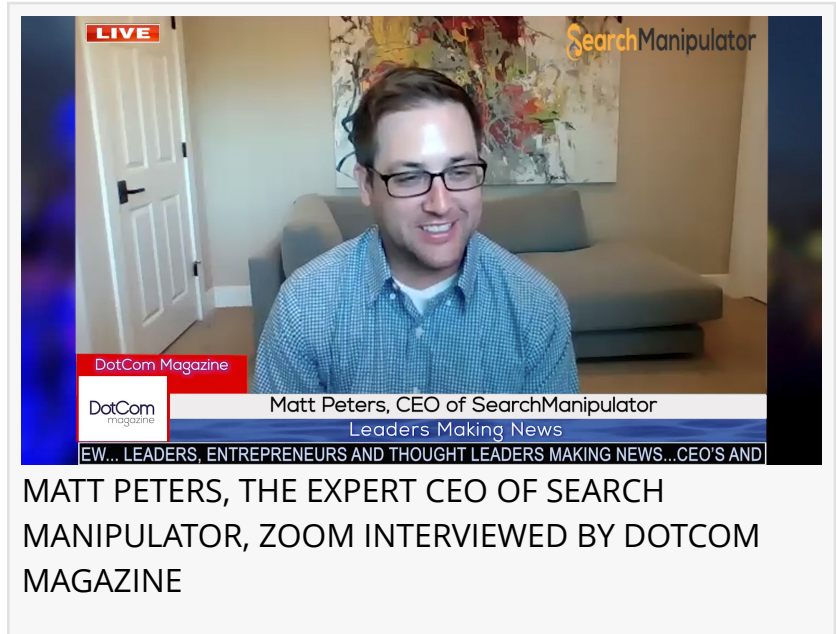 LIVE
SearchManipulator
DotCom Magazine
DotCom
magazine
Matt Peters, CEO of SearchManipulator
Leaders Making News
EW... LEADERS, ENTREPRENEURS AND THOUGHT LEADERS MAKING NEWS...CEO'S AND
MATT PETERS, THE EXPERT CEO OF SEARCH
MANIPULATOR, ZOOM INTERVIEWED BY DOTCOM
MAGAZINE